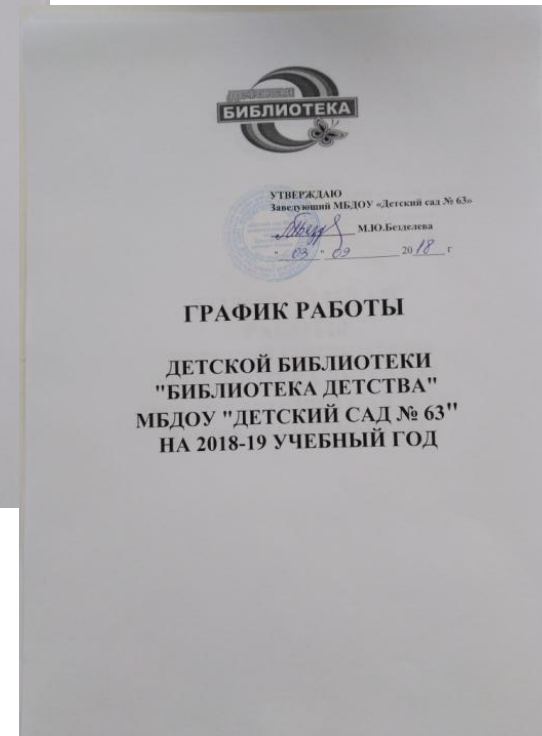 БИБЛИОТЕКА
УТВЕРЖДАЮ
Заведующий МБДОУ «Детский сад № 63»
М.Ю.Безделева
" 03 " 09 2018 г
ГРАФИК РАБОТЫ
ДЕТСКОЙ БИБЛИОТЕКИ
"БИБЛИОТЕКА ДЕТСТВА"
МБДОУ "ДЕТСКИЙ САД № 63"
НА 2018-19 УЧЕБНЫЙ ГОД